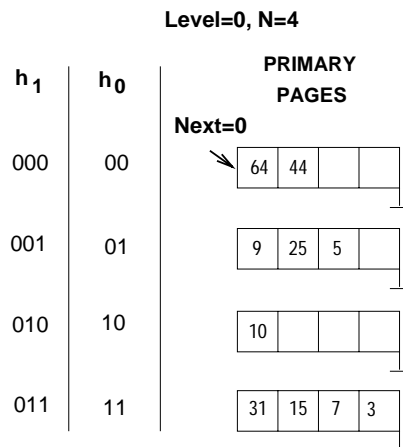 Level=0, N=4
h1 h0 PRIMARY
PAGES
Next=0
000 00 64 44
001 01 9 25 5
010 10 10
011 11 31 15 7 3